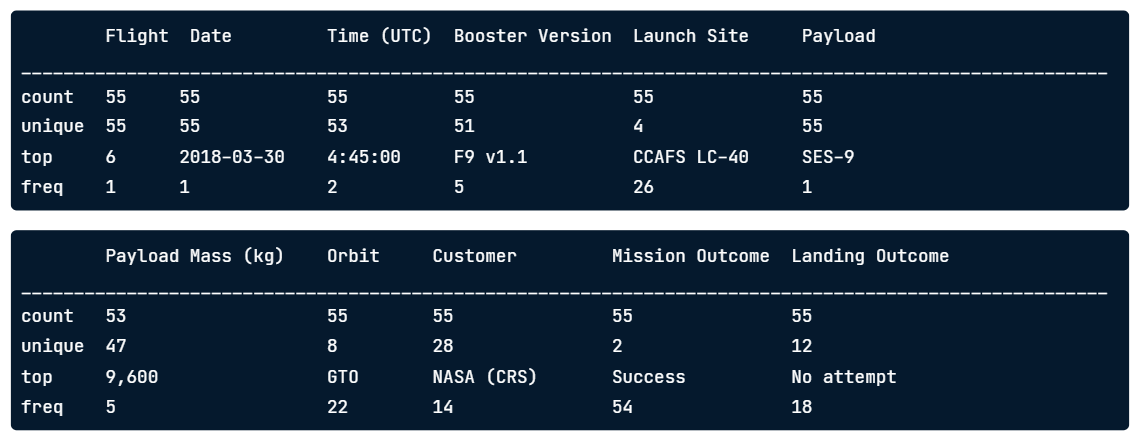 Flight Date Time (UTC) Booster Version Launch Site Payload
count 55 55 55 55 55 55
unique 55 55 53 51 4 55
top 6 2018-03-30 4:45:00 F9 v1.1 CCAFS LC-40 SES-9
freq 1 1 2 5 26 1
Payload Mass (kg) Orbit Customer Mission Outcome Landing Outcome
count 53 55 55 55 55
unique 47 8 28 2 12
top 9,600 GTO NASA (CRS) Success No attempt
freq 5 22 14 54 18